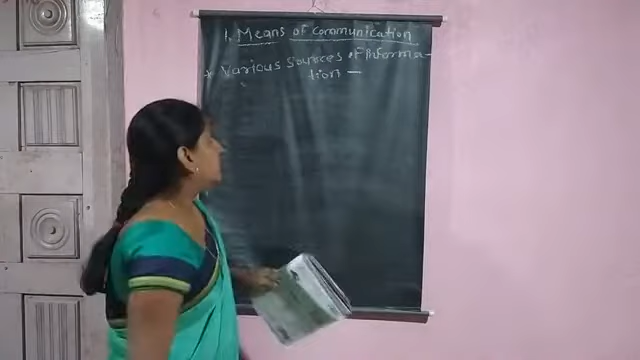 1. Means of Communication
* Various Sources of Informa-
tion —